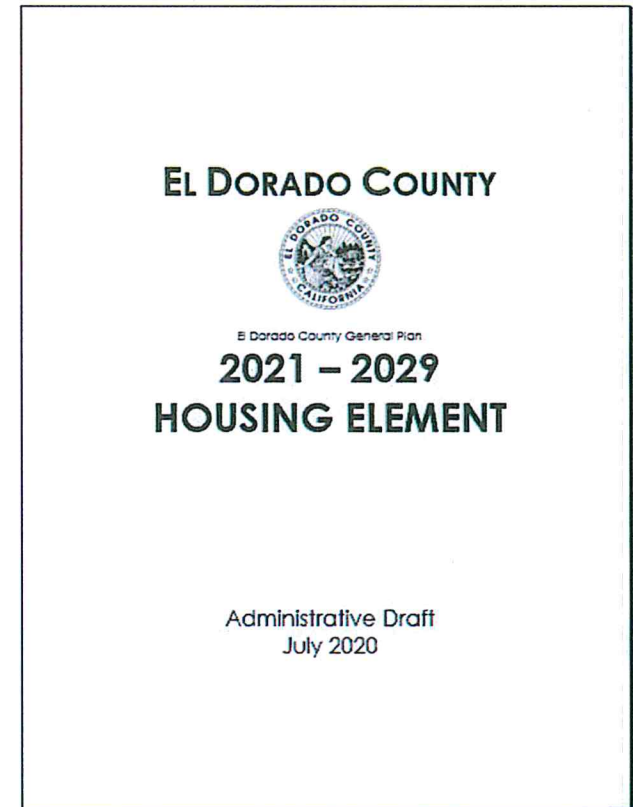 EL DORADO COUNTY
EL DORADO COUNTY
CALIFORNIA
El Dorado County General Plan
2021 – 2029
HOUSING ELEMENT
Administrative Draft
July 2020